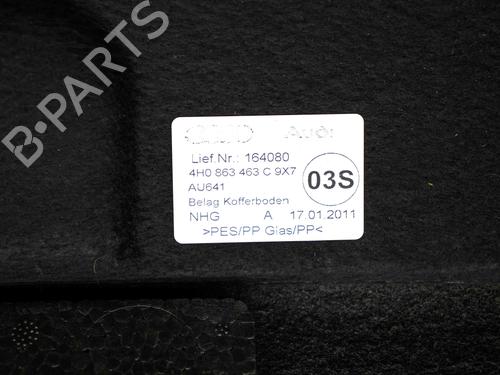 B-PARTS
Audi
Lief.Nr.: 164080
4H0 863 463 C 9X7
03S
AU641
Belag Kofferboden
NHG A 17.01.2011
>PES/PP Glas/PP<